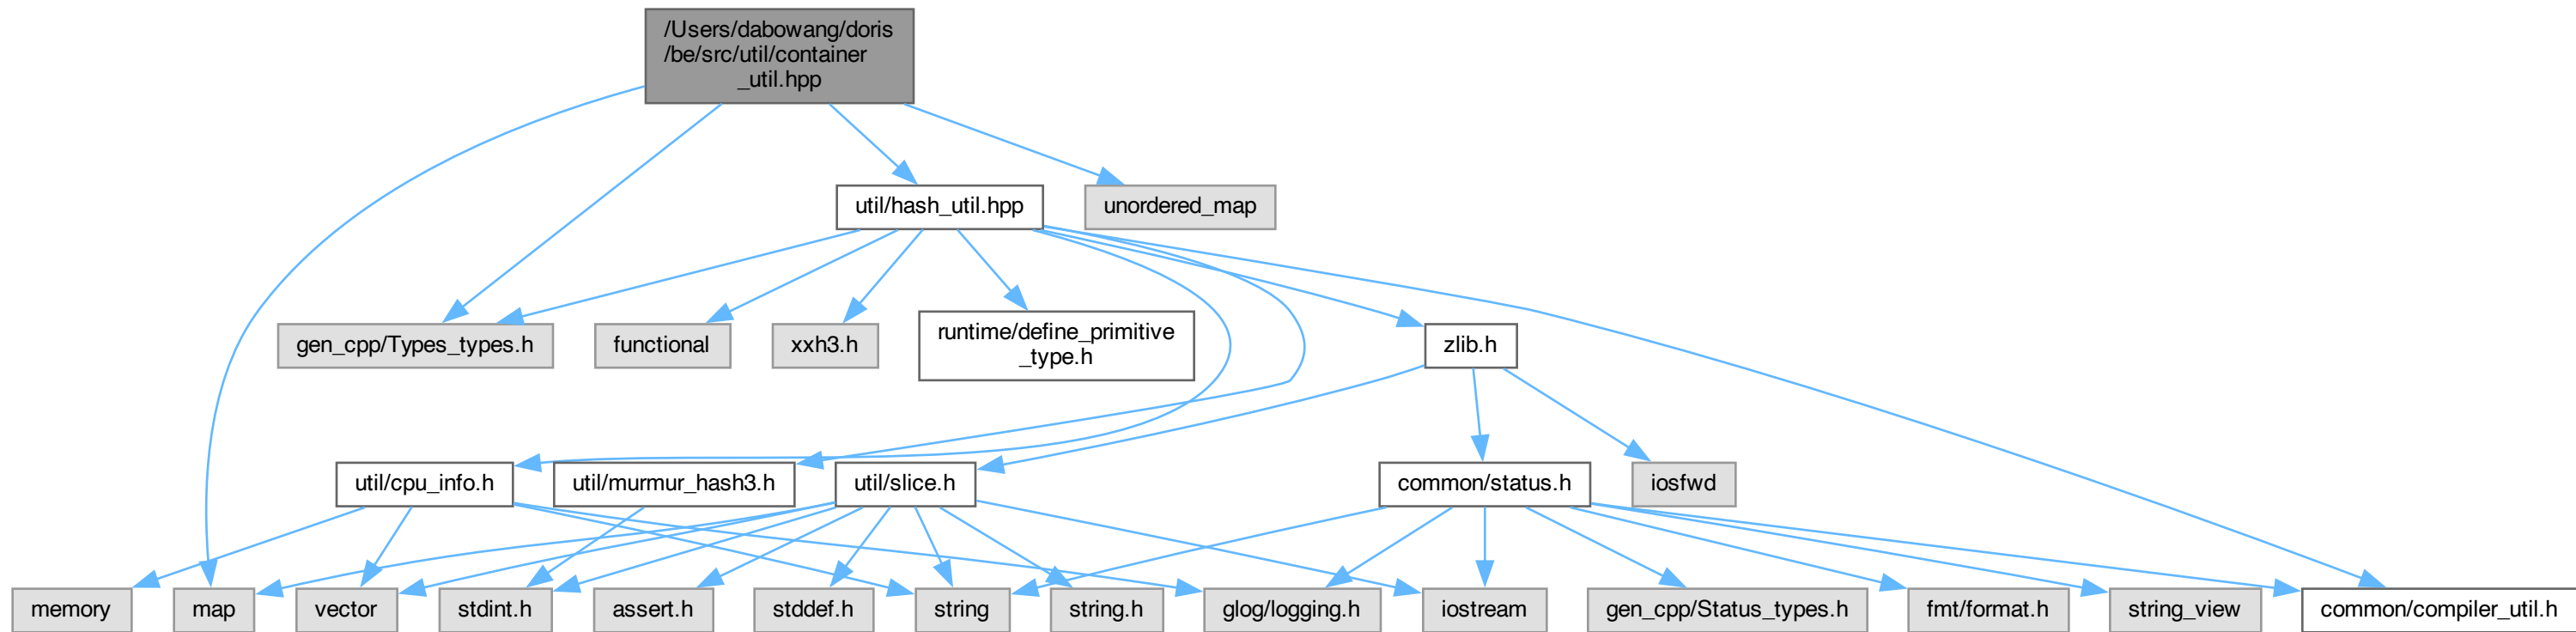 /Users/dabowang/doris
/be/src/util/container
_util.hpp
util/hash_util.hpp
unordered_map
gen_cpp/Types_types.h
functional
xxh3.h
runtime/define_primitive
_type.h
zlib.h
util/cpu_info.h
util/murmur_hash3.h
util/slice.h
common/status.h
iosfwd
memory
map
vector
stdint.h
assert.h
stddef.h
string
string.h
glog/logging.h
iostream
gen_cpp/Status_types.h
fmt/format.h
string_view
common/compiler_util.h